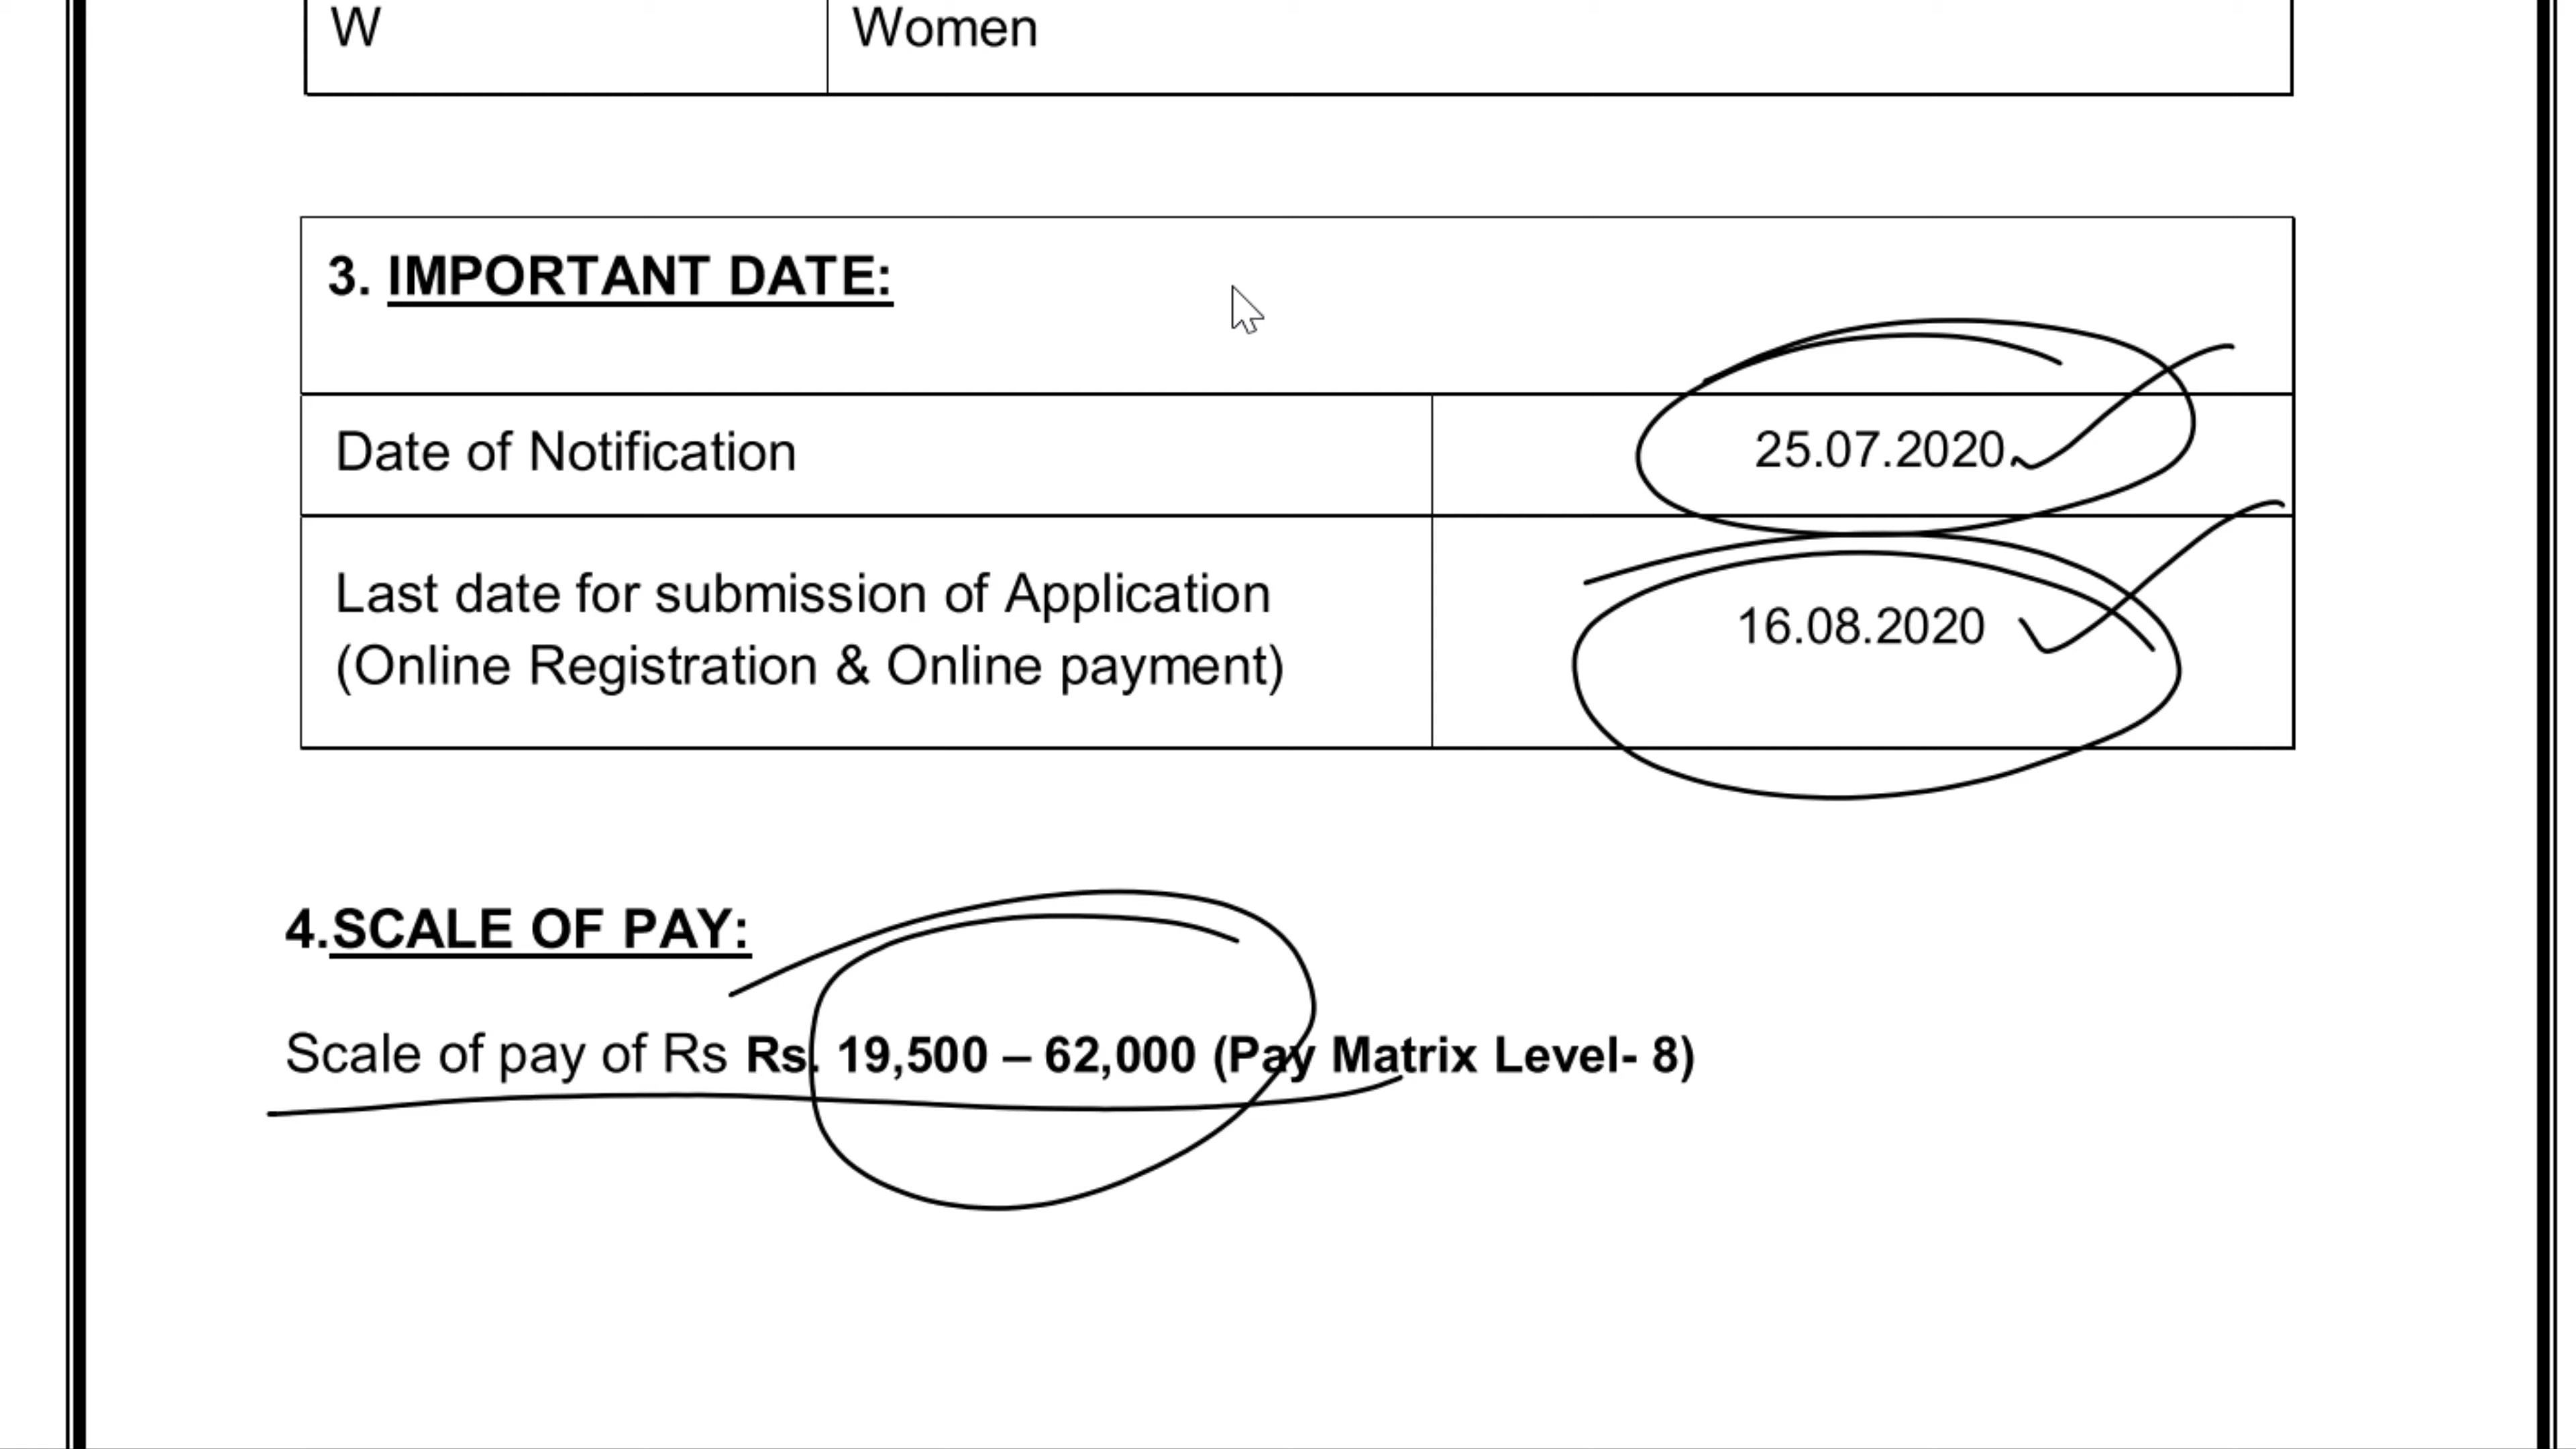 W Women
3. IMPORTANT DATE:
Date of Notification 25.07.2020
Last date for submission of Application
(Online Registration & Online payment) 16.08.2020
4.SCALE OF PAY:
Scale of pay of Rs Rs. 19,500 – 62,000 (Pay Matrix Level- 8)